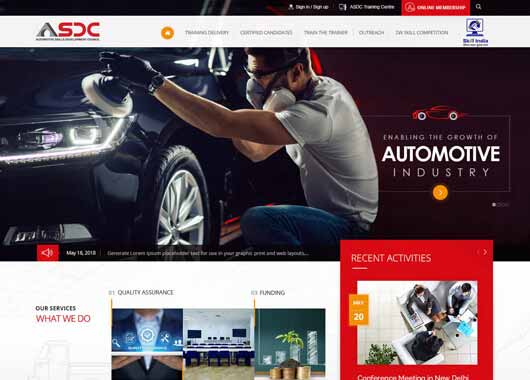 Sign in / Sign up
ASDC Training Centre
ONLINE MEMBERSHIP
ASDC
AUTOMOTIVE SKILLS DEVELOPMENT COUNCIL
TRAINING DELIVERY
CERTIFIED CANDIDATES
TRAIN THE TRAINER
OUTREACH
SKILL COMPETITION
Skill India
ENABLING THE GROWTH OF
AUTOMOTIVE
INDUSTRY
May 16, 2018
Generate Lorem Ipsum placeholder text for use in your graphic print and web layouts,...
RECENT ACTIVITIES
OUR SERVICES
WHAT WE DO
01 QUALITY ASSURANCE
03 FUNDING
MAY
20
Conference Meeting in New Delhi